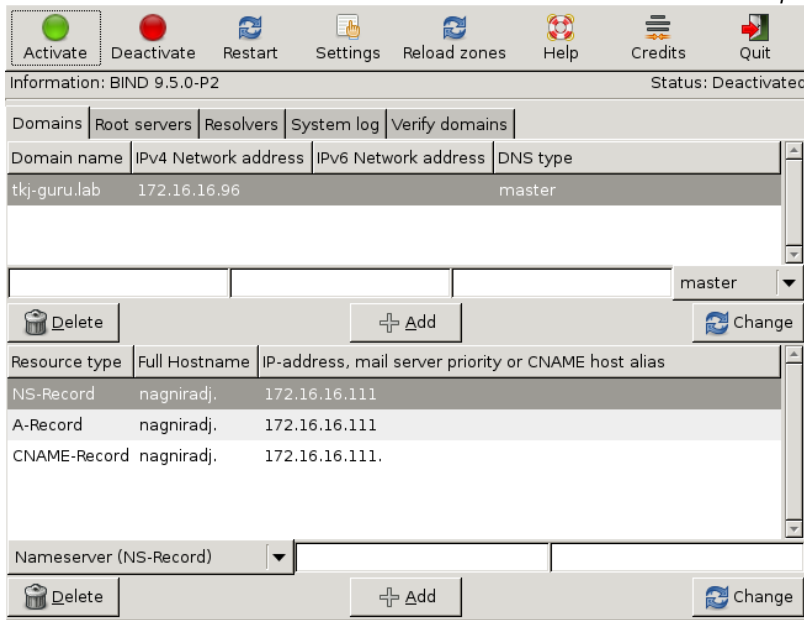 Activate Deactivate Restart Settings Reload zones Help Credits Quit
Information: BIND 9.5.0-P2 Status: Deactivated
Domains Root servers Resolvers System log Verify domains
Domain name IPv4 Network address IPv6 Network address DNS type
tkj-guru.lab 172.16.16.96 master
master
Delete Add Change
Resource type Full Hostname IP-address, mail server priority or CNAME host alias
NS-Record nagniradj. 172.16.16.111
A-Record nagniradj. 172.16.16.111
CNAME-Record nagniradj. 172.16.16.111.
Nameserver (NS-Record)
Delete Add Change